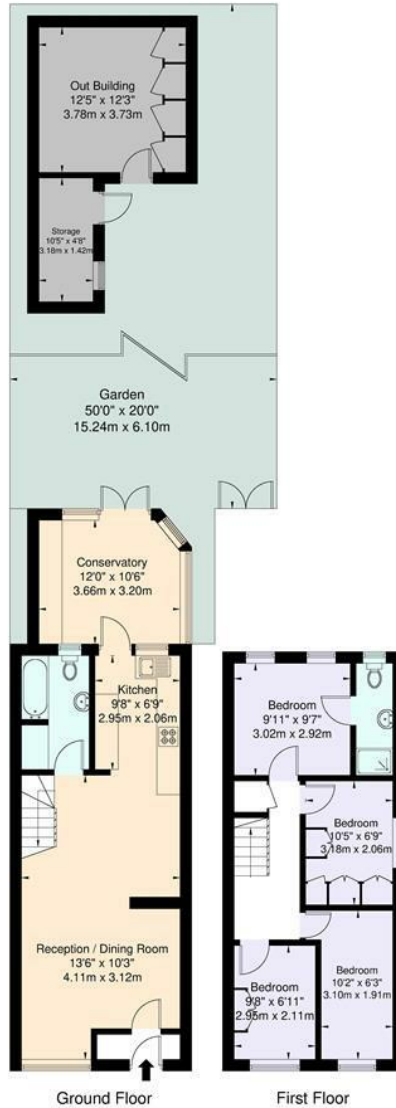 Out Building
12'5" x 12'3"
3.78m x 3.73m
Storage
10'5" x 4'8"
3.18m x 1.42m
Garden
50'0" x 20'0"
15.24m x 6.10m
Conservatory
12'0" x 10'6"
3.66m x 3.20m
Kitchen
9'8" x 6'9"
2.95m x 2.06m
Reception / Dining Room
13'6" x 10'3"
4.11m x 3.12m
Ground Floor
Bedroom
9'11" x 9'7"
3.02m x 2.92m
Bedroom
10'5" x 6'9"
3.18m x 2.06m
Bedroom
10'2" x 6'3"
3.10m x 1.91m
Bedroom
9'8" x 6'11"
2.95m x 2.11m
First Floor